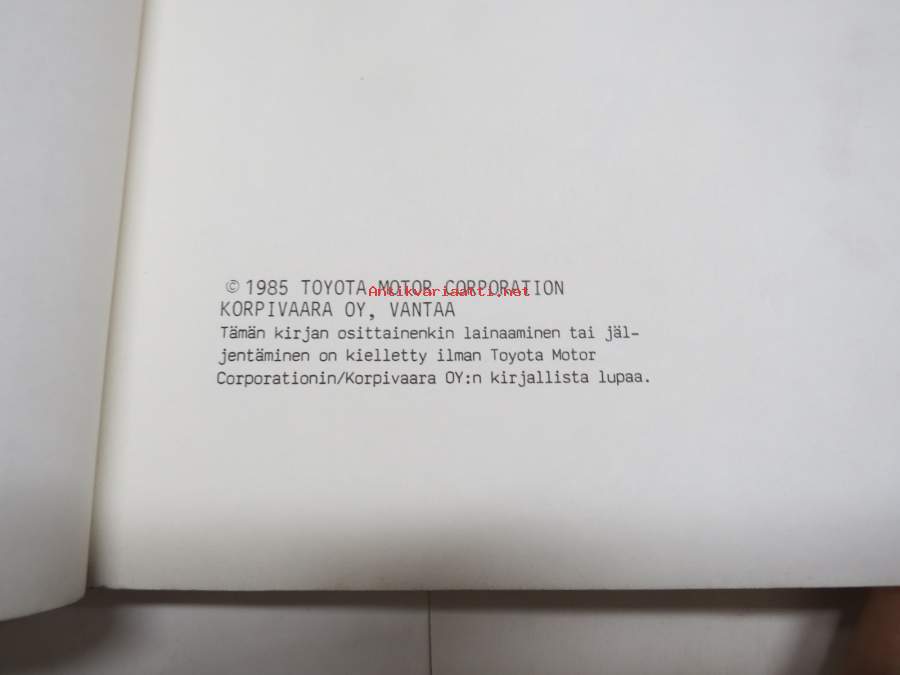 © 1985 TOYOTA MOTOR CORPORATION
Antikvariaatti.net
KORPIVAARA OY, VANTAA
Tämän kirjan osittainenkin lainaaminen tai jäl-
jentäminen on kielletty ilman Toyota Motor
Corporationin/Korpivaara OY:n kirjallista lupaa.